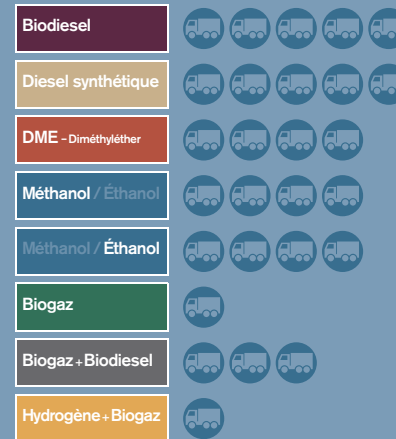 Biodiesel
Diesel synthétique
DME – Diméthyléther
Méthanol / Éthanol
Méthanol / Éthanol
Biogaz
Biogaz + Biodiesel
Hydrogène + Biogaz